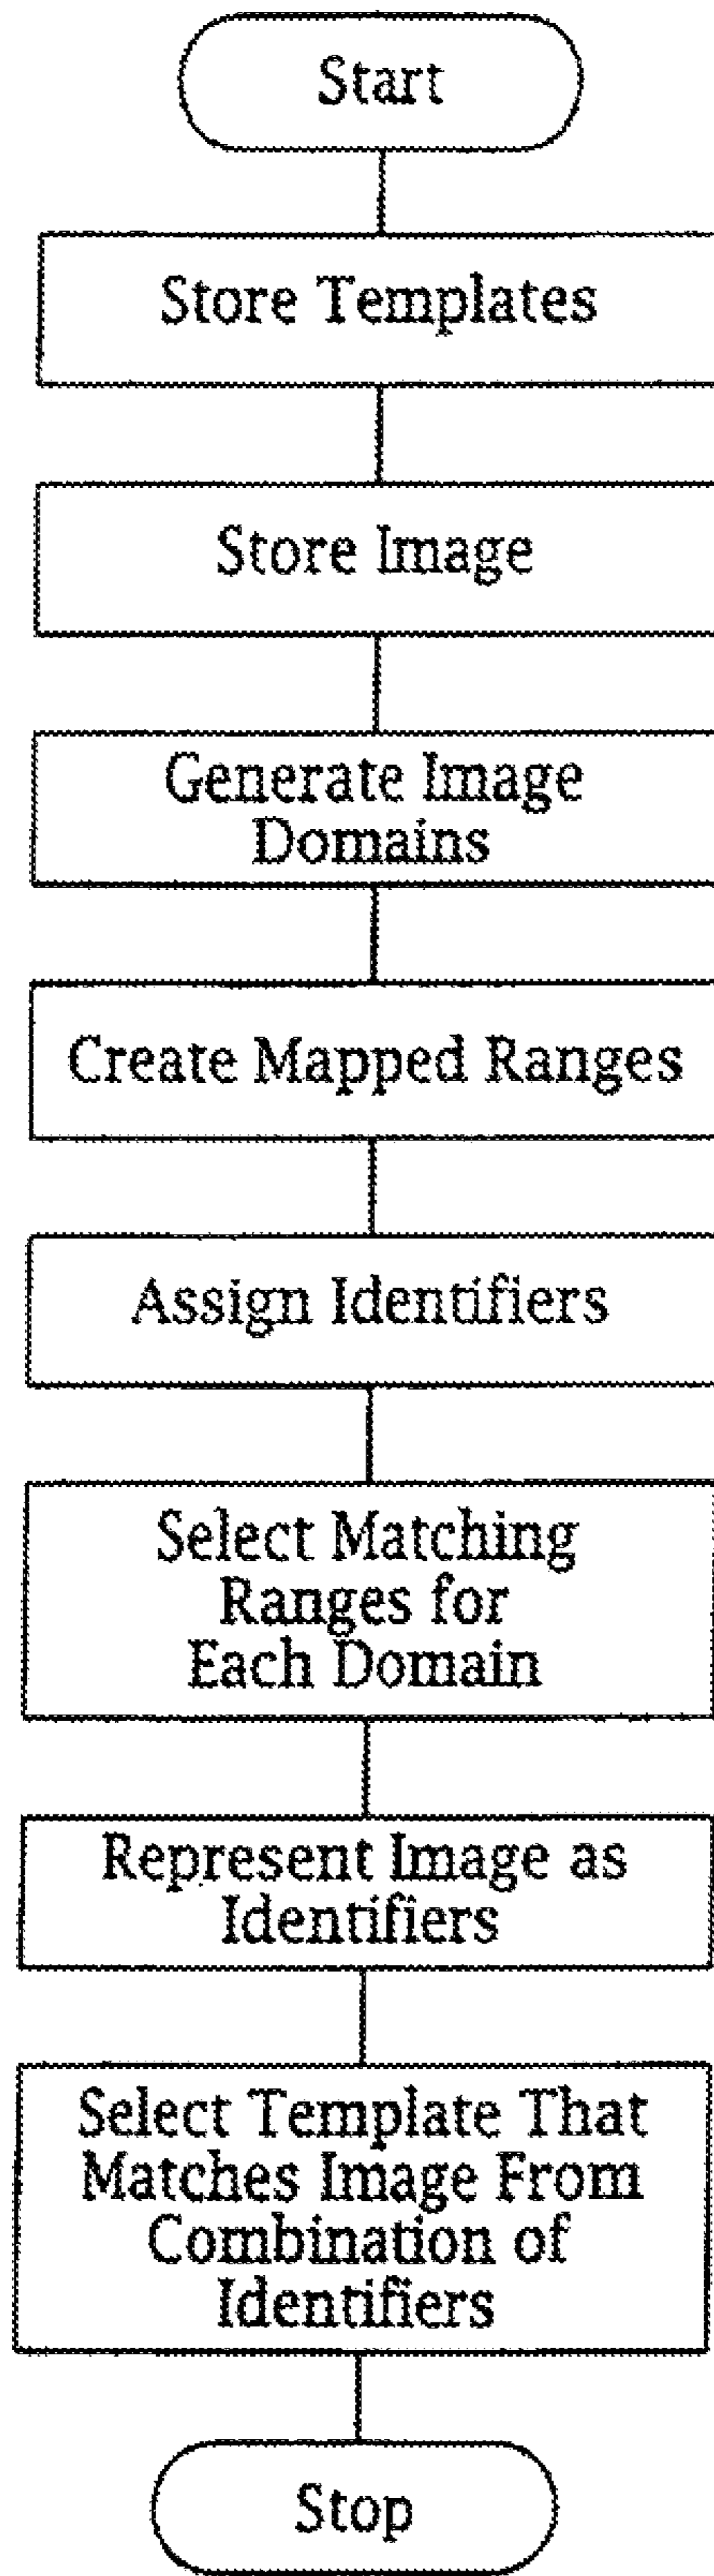 Start
Store Templates
Store Image
Generate Image
Domains
Create Mapped Ranges
Assign Identifiers
Select Matching
Ranges for
Each Domain
Represent Image as
Identifiers
Select Template That
Matches Image From
Combination of
Identifiers
Stop